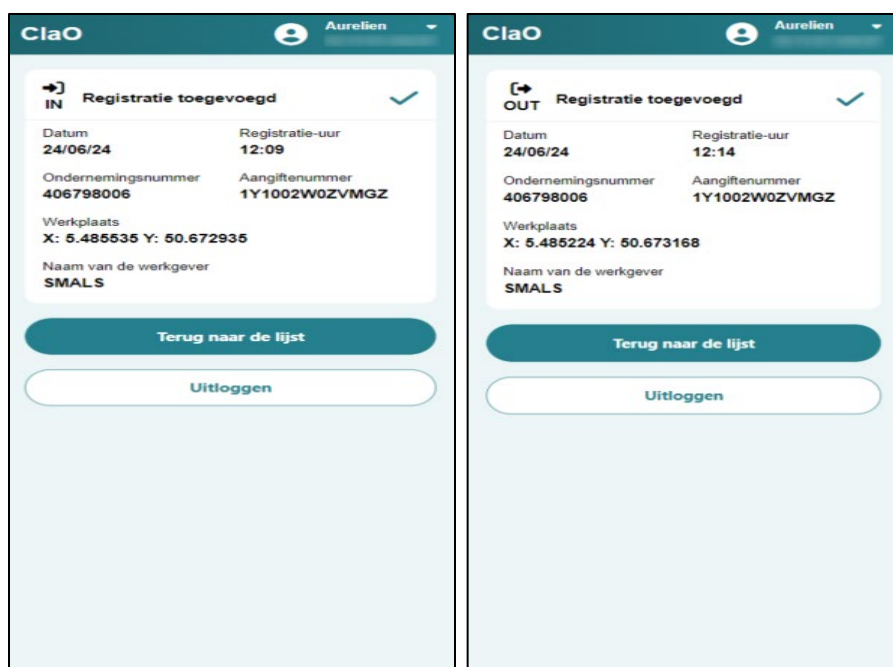 ClaO
Aurelien
IN Registratie toegevoegd
Datum Registratie-uur
24/06/24 12:09
Ondernemingsnummer Aangiftenummer
406798006 1Y1002W0ZVMGZ
Werkplaats
X: 5.485535 Y: 50.672935
Naam van de werkgever
SMALS
Terug naar de lijst
Uitloggen
ClaO
Aurelien
OUT Registratie toegevoegd
Datum Registratie-uur
24/06/24 12:14
Ondernemingsnummer Aangiftenummer
406798006 1Y1002W0ZVMGZ
Werkplaats
X: 5.485224 Y: 50.673168
Naam van de werkgever
SMALS
Terug naar de lijst
Uitloggen